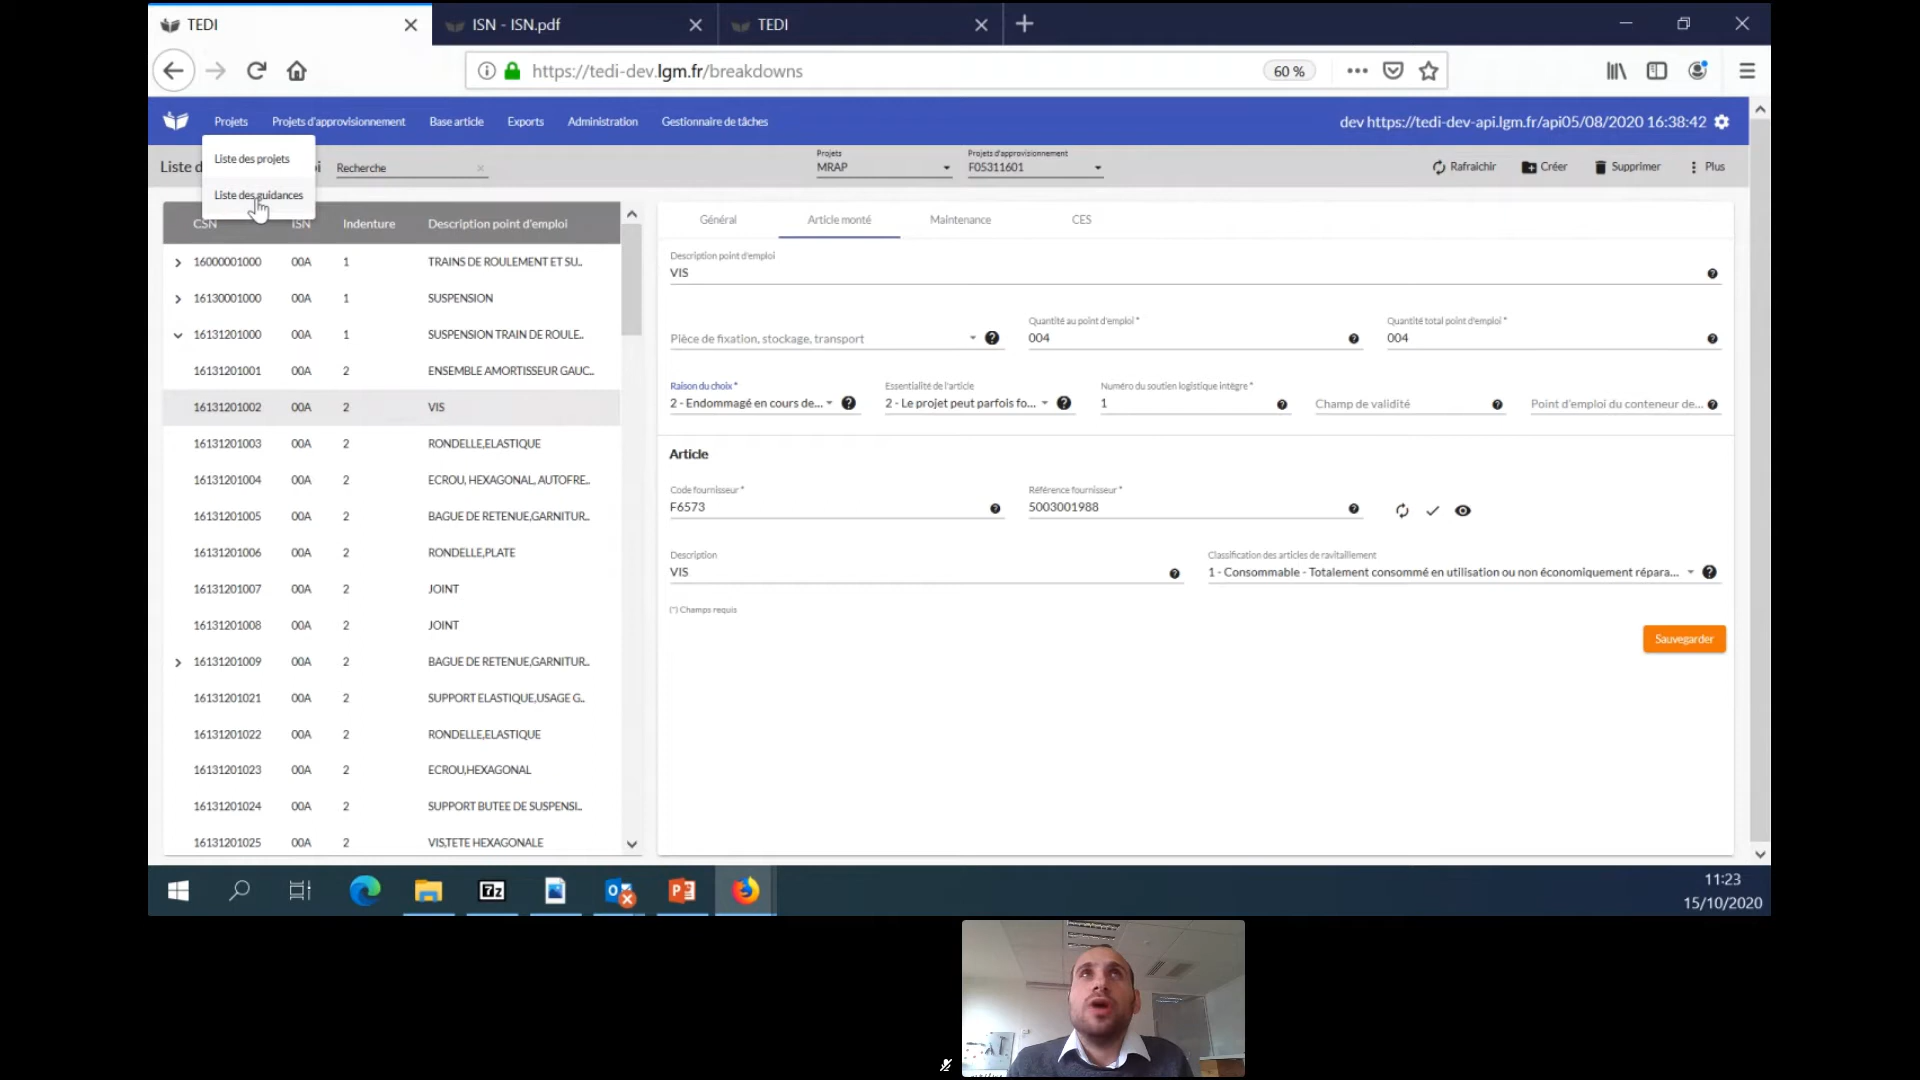 TEDI
ISN - ISN.pdf
TEDI
https://tedi-dev.lgm.fr/breakdowns
60 %
Projets
Projets d'approvisionnement
Base article
Exports
Administration
Gestionnaire de tâches
dev https://tedi-dev-api.lgm.fr/api05/08/2020 16:38:42
Liste des projets
Liste des guidances
Liste d
i
Recherche
Projets
MRAP
Projets d'approvisionnement
F05311601
Rafraichir
Créer
Supprimer
Plus
CSN
ISN
Indenture
Description point d'emploi
16000001000 00A 1 TRAINS DE ROULEMENT ET SU...
16130001000 00A 1 SUSPENSION
16131201000 00A 1 SUSPENSION TRAIN DE ROULE...
16131201001 00A 2 ENSEMBLE AMORTISSEUR GAUC...
16131201002 00A 2 VIS
16131201003 00A 2 RONDELLE,ELASTIQUE
16131201004 00A 2 ECROU, HEXAGONAL, AUTOFRE...
16131201005 00A 2 BAGUE DE RETENUE,GARNITUR...
16131201006 00A 2 RONDELLE,PLATE
16131201007 00A 2 JOINT
16131201008 00A 2 JOINT
16131201009 00A 2 BAGUE DE RETENUE,GARNITUR...
16131201021 00A 2 SUPPORT ELASTIQUE,USAGE G...
16131201022 00A 2 RONDELLE,ELASTIQUE
16131201023 00A 2 ECROU,HEXAGONAL
16131201024 00A 2 SUPPORT BUTEE DE SUSPENSI...
16131201025 00A 2 VIS,TETE HEXAGONALE
Général
Article monté
Maintenance
CES
Description point d'emploi
VIS
Pièce de fixation, stockage, transport
Quantité au point d'emploi *
004
Quantité total point d'emploi *
004
Raison du choix *
2 - Endommagé en cours de...
Essentialité de l'article
2 - Le projet peut parfois fo...
Numéro du soutien logistique intègre *
1
Champ de validité
Point d'emploi du conteneur de...
Article
Code fournisseur *
F6573
Référence fournisseur *
5003001988
Description
VIS
Classification des articles de ravitaillement
1 - Consommable - Totalement consommé en utilisation ou non économiquement répara...
(*) Champs requis
Sauvegarder
7z
11:23
15/10/2020